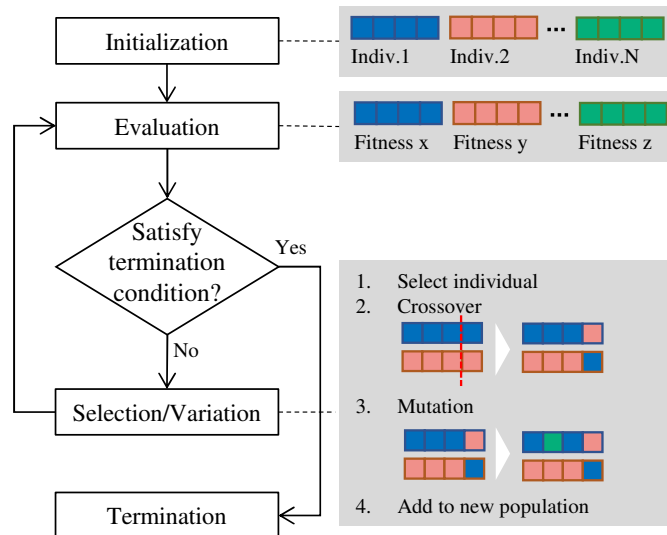 Initialization
Indiv.1 Indiv.2 ... Indiv.N
Evaluation
Fitness x Fitness y ... Fitness z
Satisfy
termination
condition?
Yes
No
Selection/Variation
1. Select individual
2. Crossover
3. Mutation
4. Add to new population
Termination